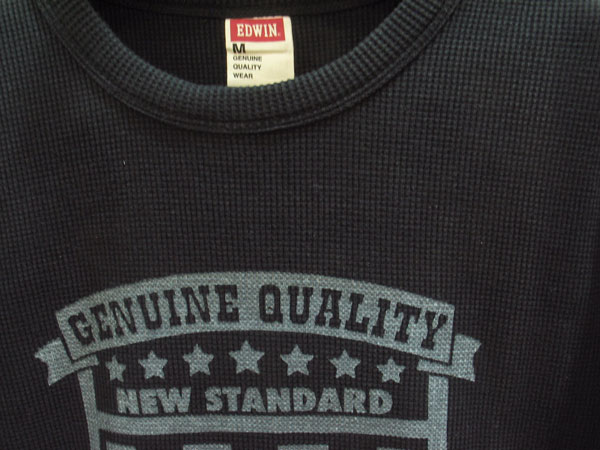 EDWIN.
M
GENUINE
QUALITY
WEAR
GENUINE QUALITY
NEW STANDARD